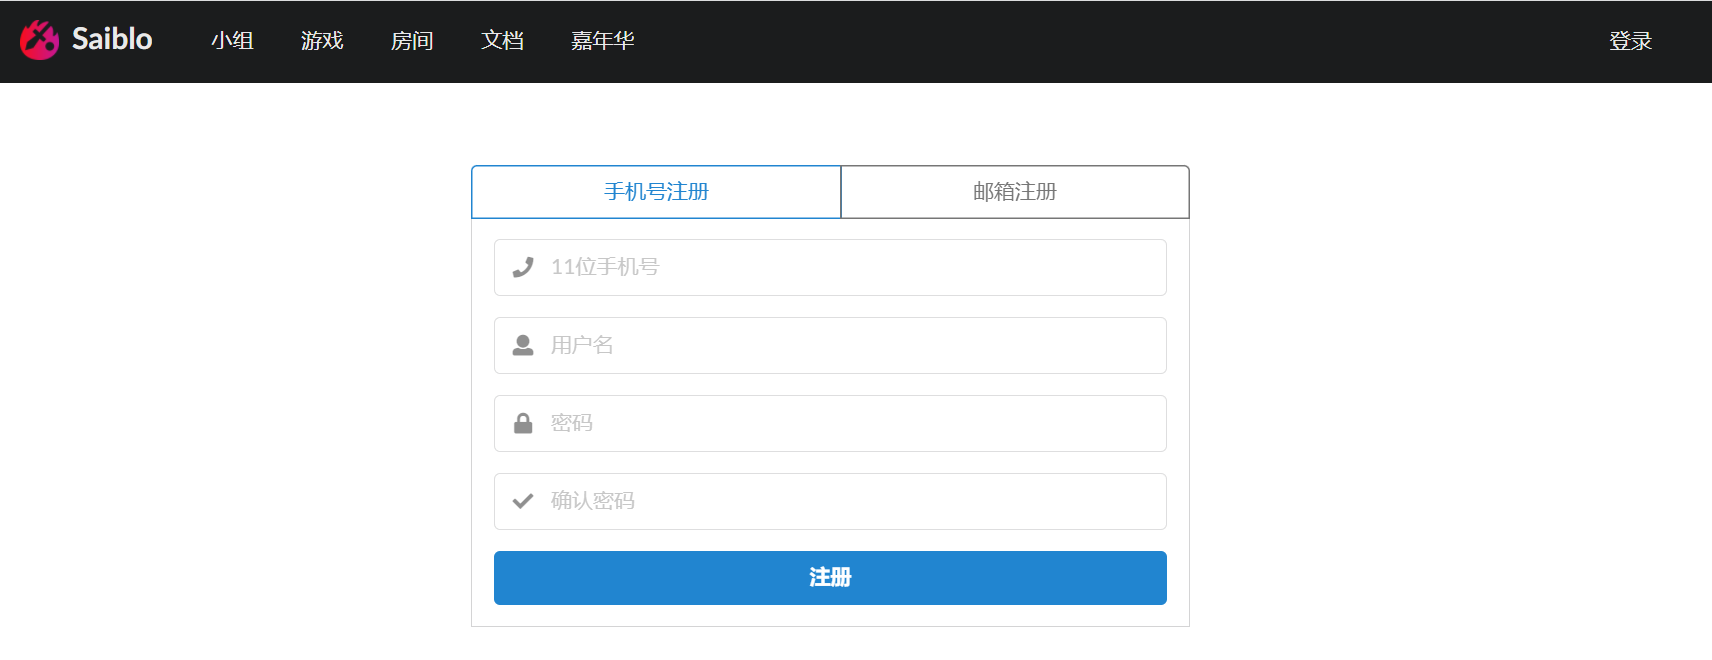 Saiblo 小组 游戏 房间 文档 嘉年华 登录
手机号注册 邮箱注册
11位手机号
用户名
密码
确认密码
注册